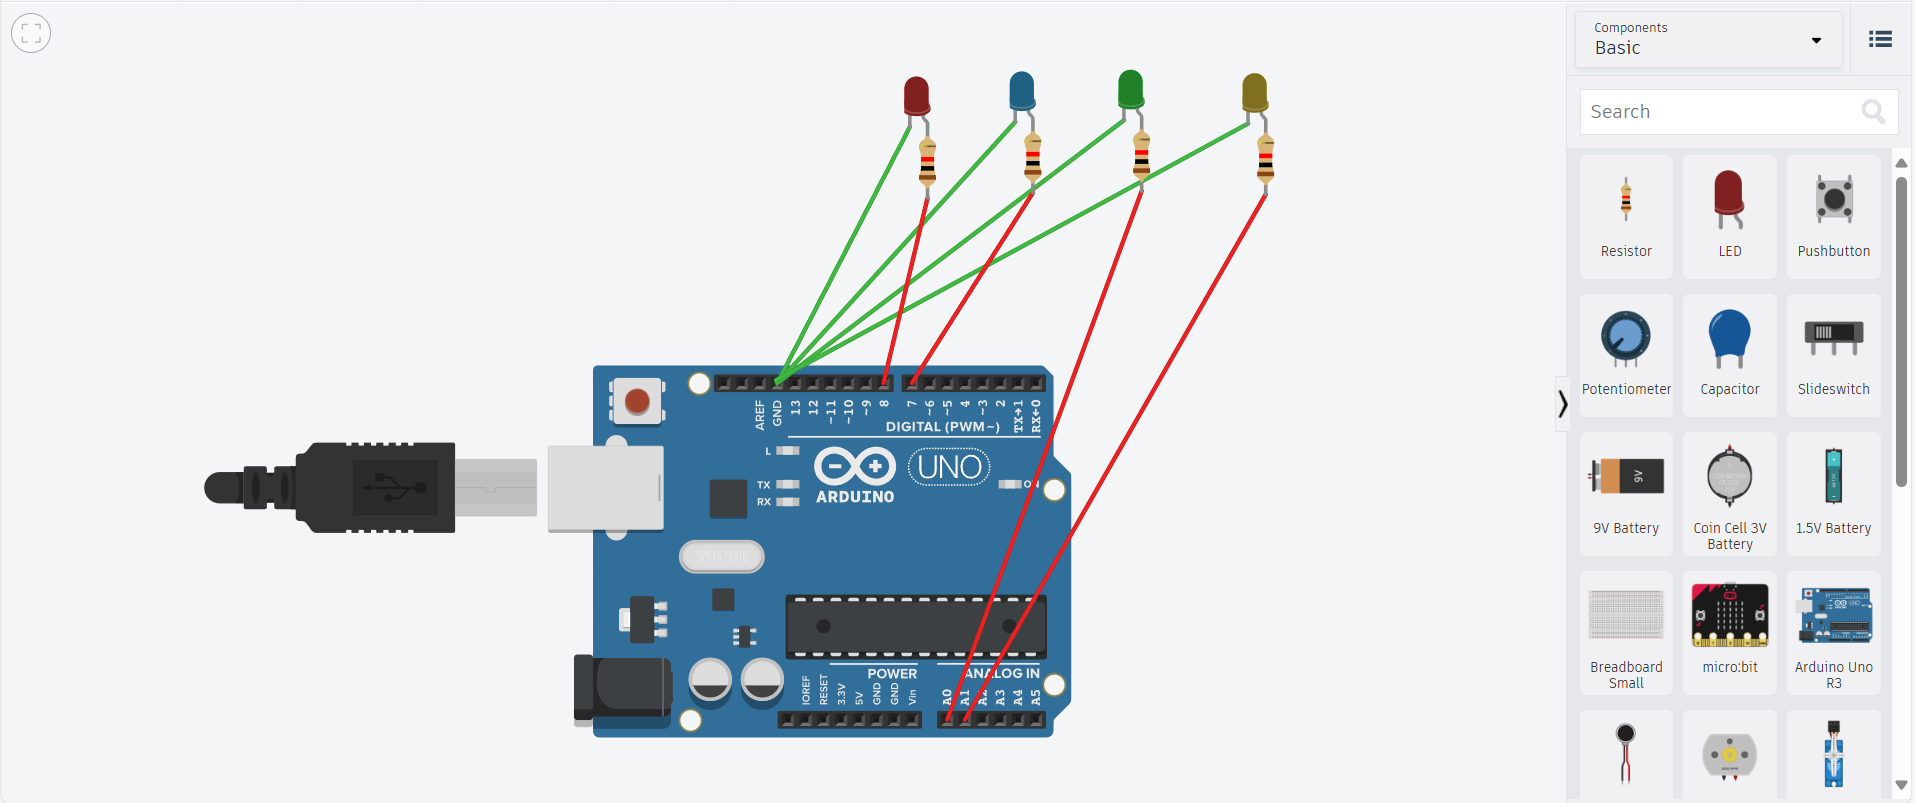 Components
Basic
Search
Resistor
LED
Pushbutton
Potentiometer
Capacitor
Slideswitch
9V
9V Battery
Coin Cell 3V
Battery
1.5V Battery
Breadboard
Small
micro:bit
Arduino Uno
R3
AREF
GND
13
12
~11
~10
~9
8
7
~6
~5
4
~3
2
TX→1
RX←0
DIGITAL (PWM~)
L
TX
RX
UNO
ARDUINO
ON
SPK16.000G
POWER
ANALOG IN
IOREF
RESET
3.3V
5V
GND
GND
Vin
A0
A1
A2
A3
A4
A5